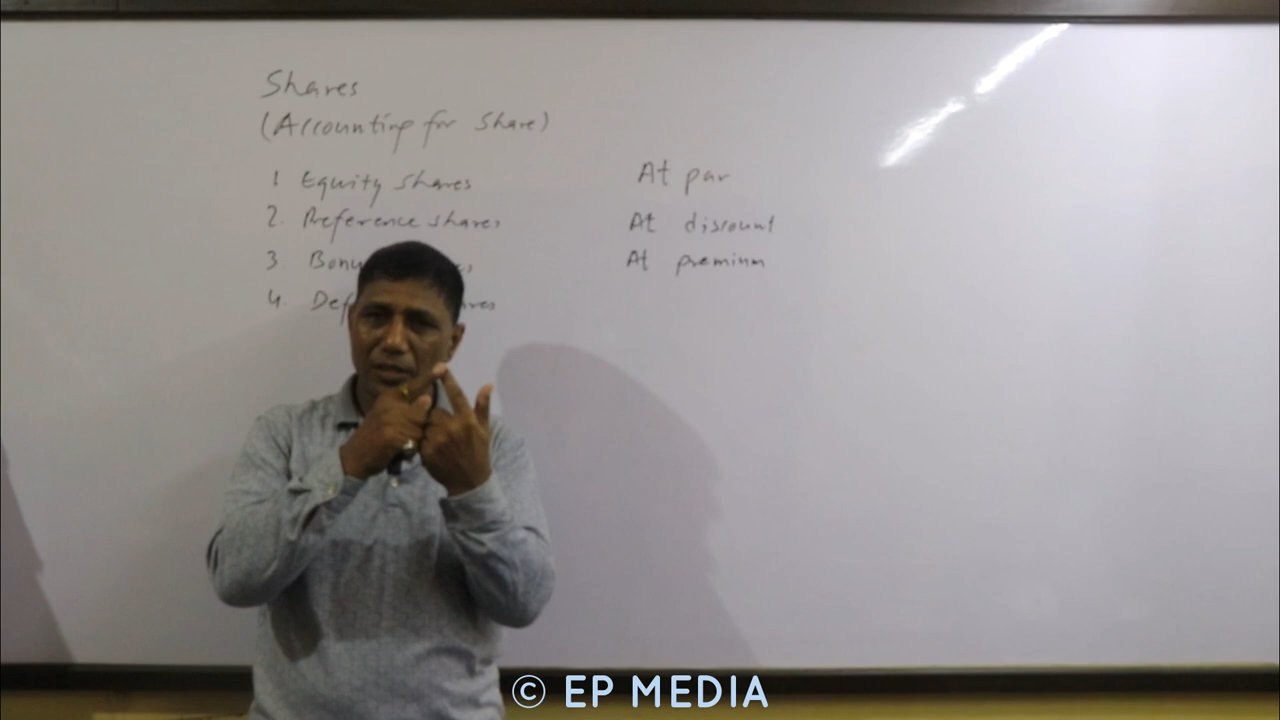 Shares
(Accounting for Share)
1 Equity shares
2. Preference shares
3 Bonu
4. Def
At par
At discount
At premium
© EP MEDIA